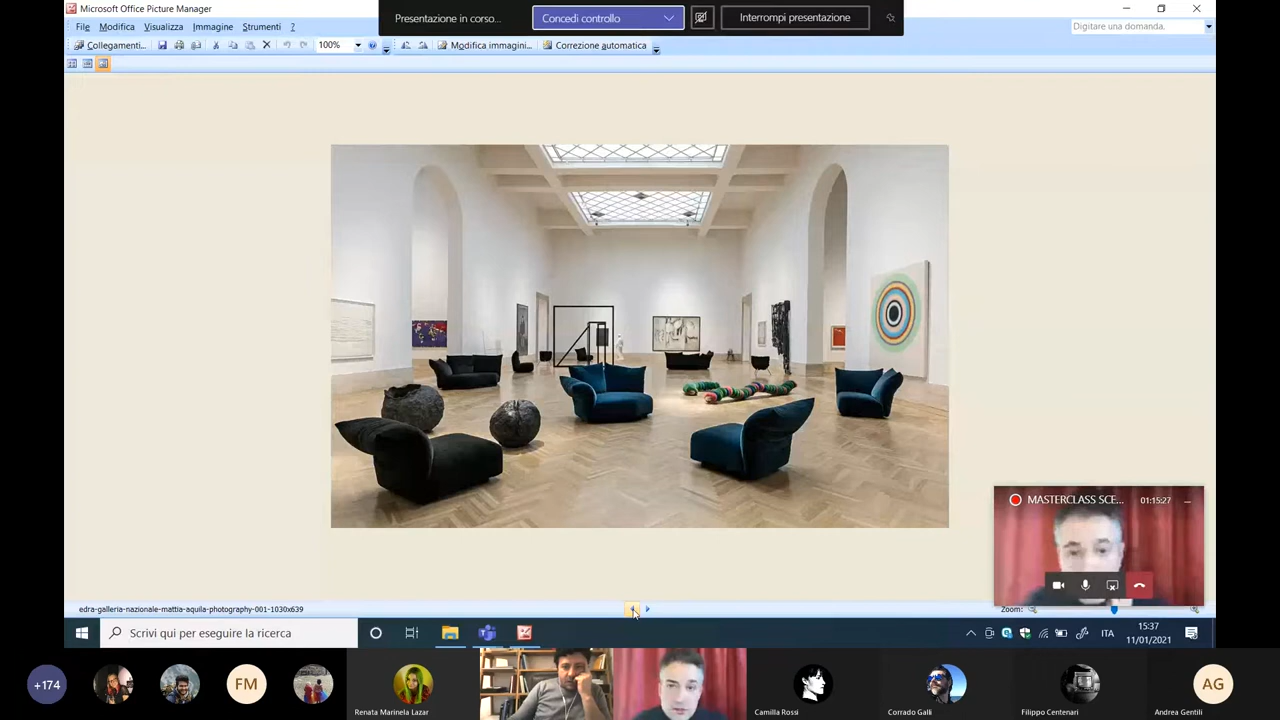 Microsoft Office Picture Manager
Presentazione in corso...
Concedi controllo
Interrompi presentazione
File Modifica Visualizza Immagine Strumenti ?
Digitare una domanda.
Collegamenti...
100%
Modifica immagini...
Correzione automatica
MASTERCLASS SCE...
01:15:27
edra-galleria-nazionale-mattia-aquila-photography-001-1030x639
Zoom:
Scrivi qui per eseguire la ricerca
ITA
15:37
11/01/2021
+174
FM
AG
Renata Marinela Lazar
Camilla Rossi
Corrado Galli
Filippo Centenari
Andrea Gentili